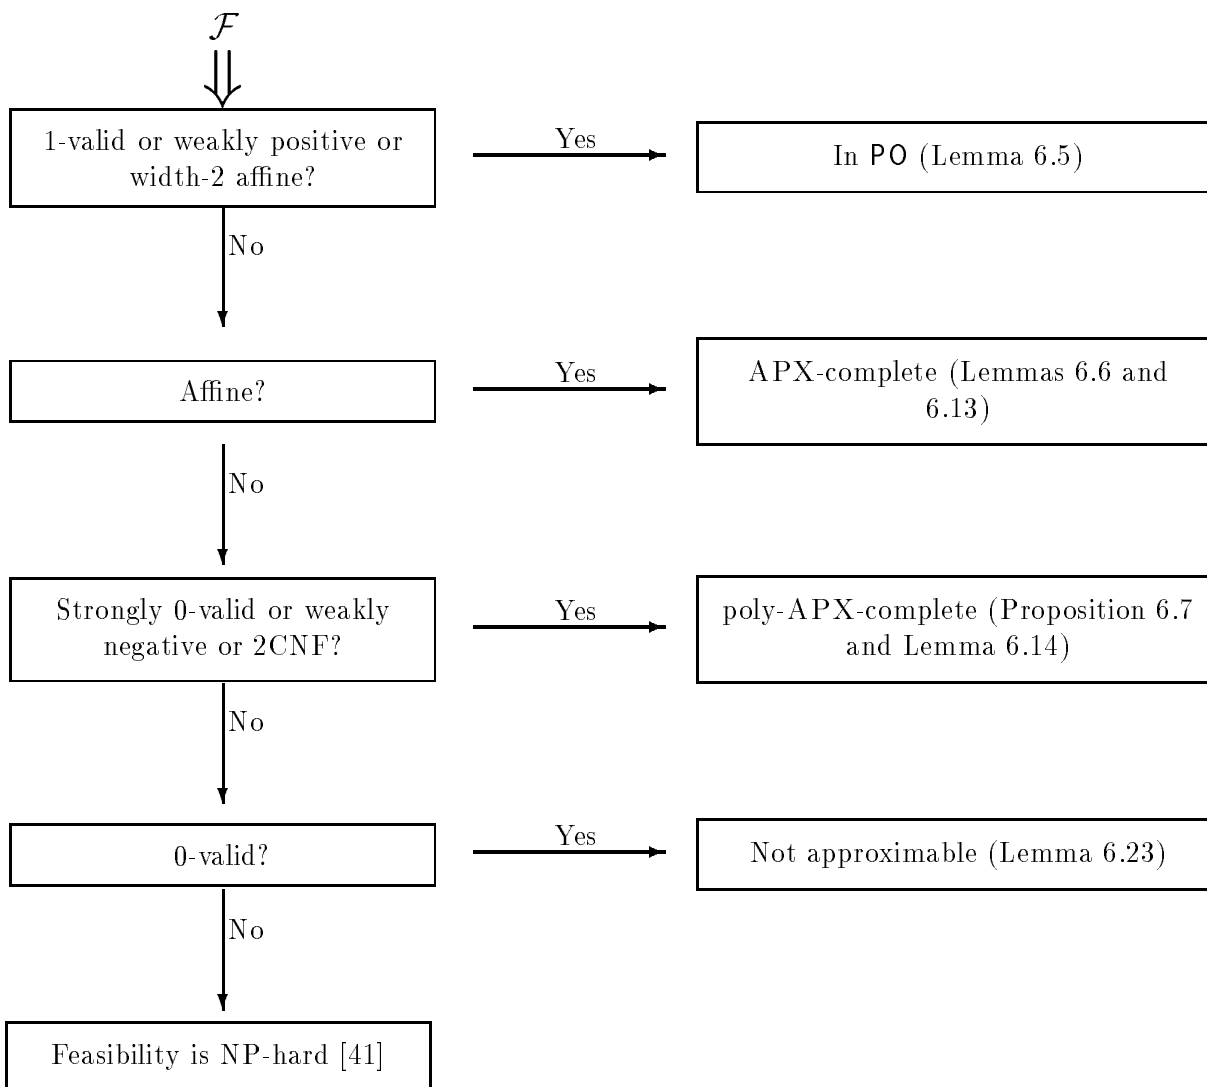 ℱ
1-valid or weakly positive or
width-2 affine?
Yes
In PO (Lemma 6.5)
No
Affine?
Yes
APX-complete (Lemmas 6.6 and
6.13)
No
Strongly 0-valid or weakly
negative or 2CNF?
Yes
poly-APX-complete (Proposition 6.7
and Lemma 6.14)
No
0-valid?
Yes
Not approximable (Lemma 6.23)
No
Feasibility is NP-hard [41]